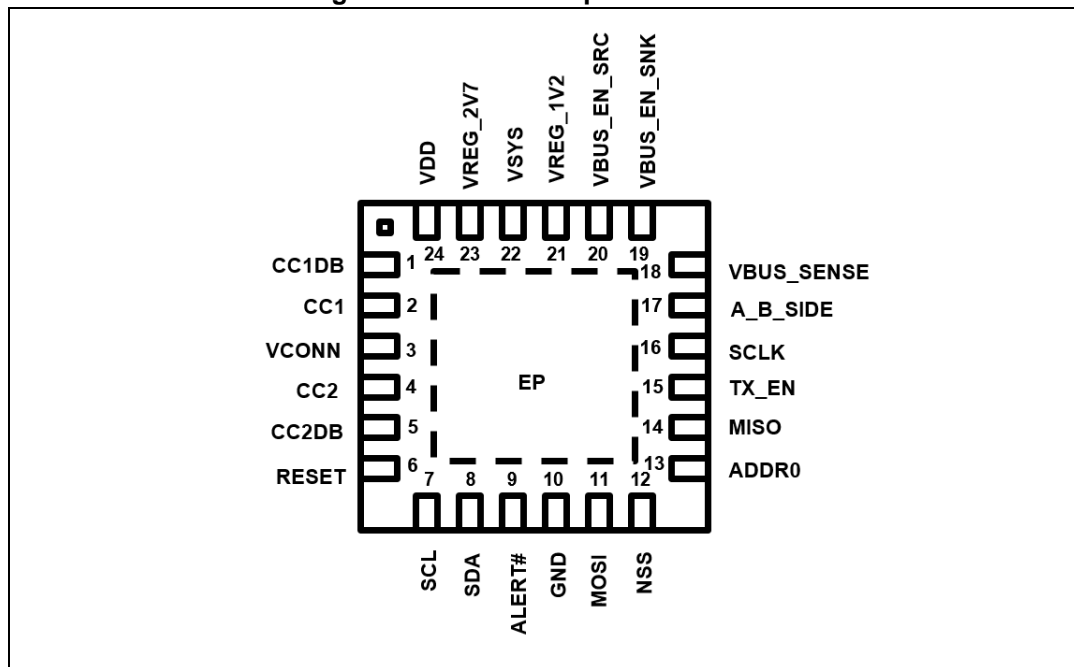 VDD
VREG_2V7
VSYS
VREG_1V2
VBUS_EN_SRC
VBUS_EN_SNK
24 23 22 21 20 19
CC1DB 1 18 VBUS_SENSE
CC1 2 17 A_B_SIDE
VCONN 3 16 SCLK
EP
CC2 4 15 TX_EN
CC2DB 5 14 MISO
RESET 6 13 ADDR0
7 8 9 10 11 12
SCL
SDA
ALERT#
GND
MOSI
NSS